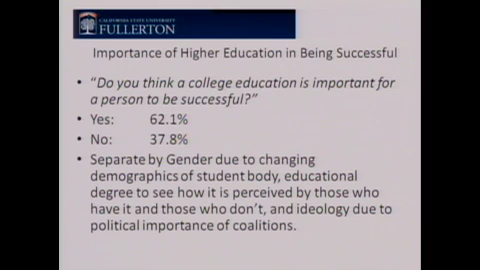 CALIFORNIA STATE UNIVERSITY
FULLERTON
Importance of Higher Education in Being Successful
• "Do you think a college education is important for
a person to be successful?"
• Yes: 62.1%
• No: 37.8%
• Separate by Gender due to changing
demographics of student body, educational
degree to see how it is perceived by those who
have it and those who don't, and ideology due to
political importance of coalitions.